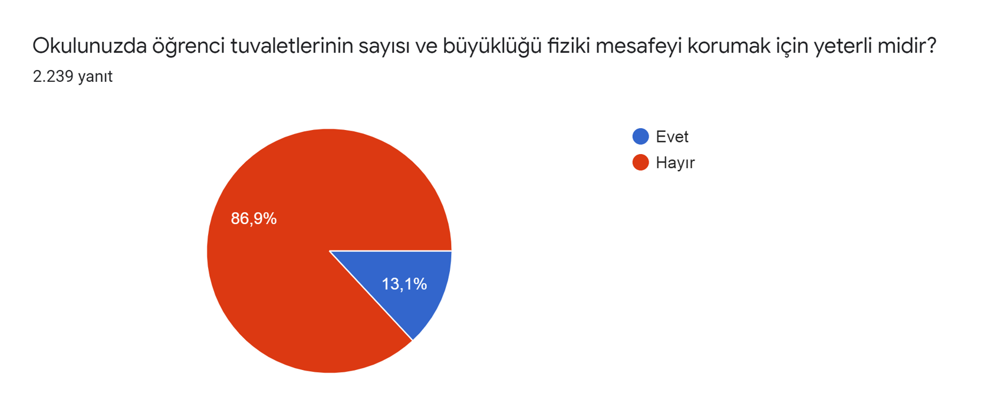 Okulunuzda öğrenci tuvaletlerinin sayısı ve büyüklüğü fiziki mesafeyi korumak için yeterli midir?
2.239 yanıt
Evet
Hayır
86,9%
13,1%